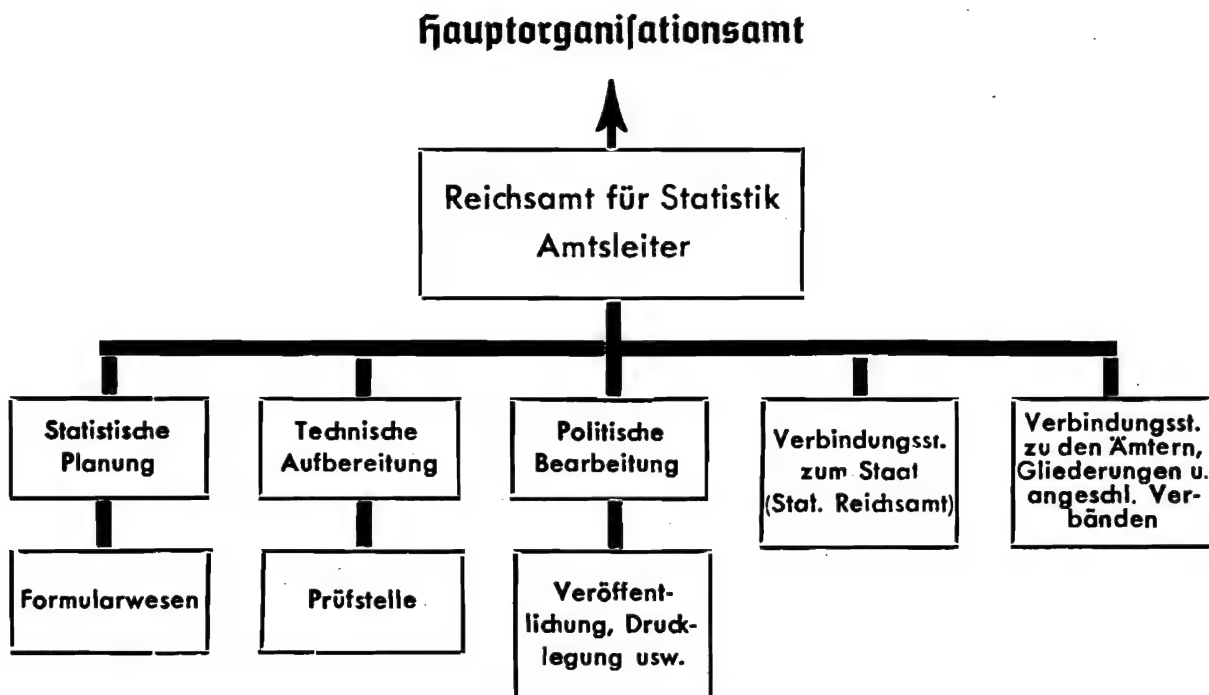 Hauptorganiſationsamt
Reichsamt für Statistik
Amtsleiter
Statistische
Planung
Technische
Aufbereitung
Politische
Bearbeitung
Verbindungsst.
zum Staat
(Stat. Reichsamt)
Verbindungsst.
zu den Ämtern,
Gliederungen u.
angeschl. Ver-
bänden
Formularwesen
Prüfstelle
Veröffent-
lichung, Druck-
legung usw.